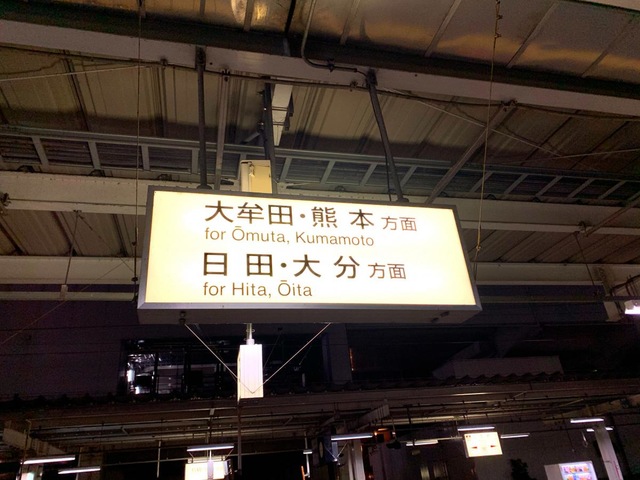 大牟田・熊本方面
for Ōmuta, Kumamoto
日田・大分方面
for Hita, Ōita